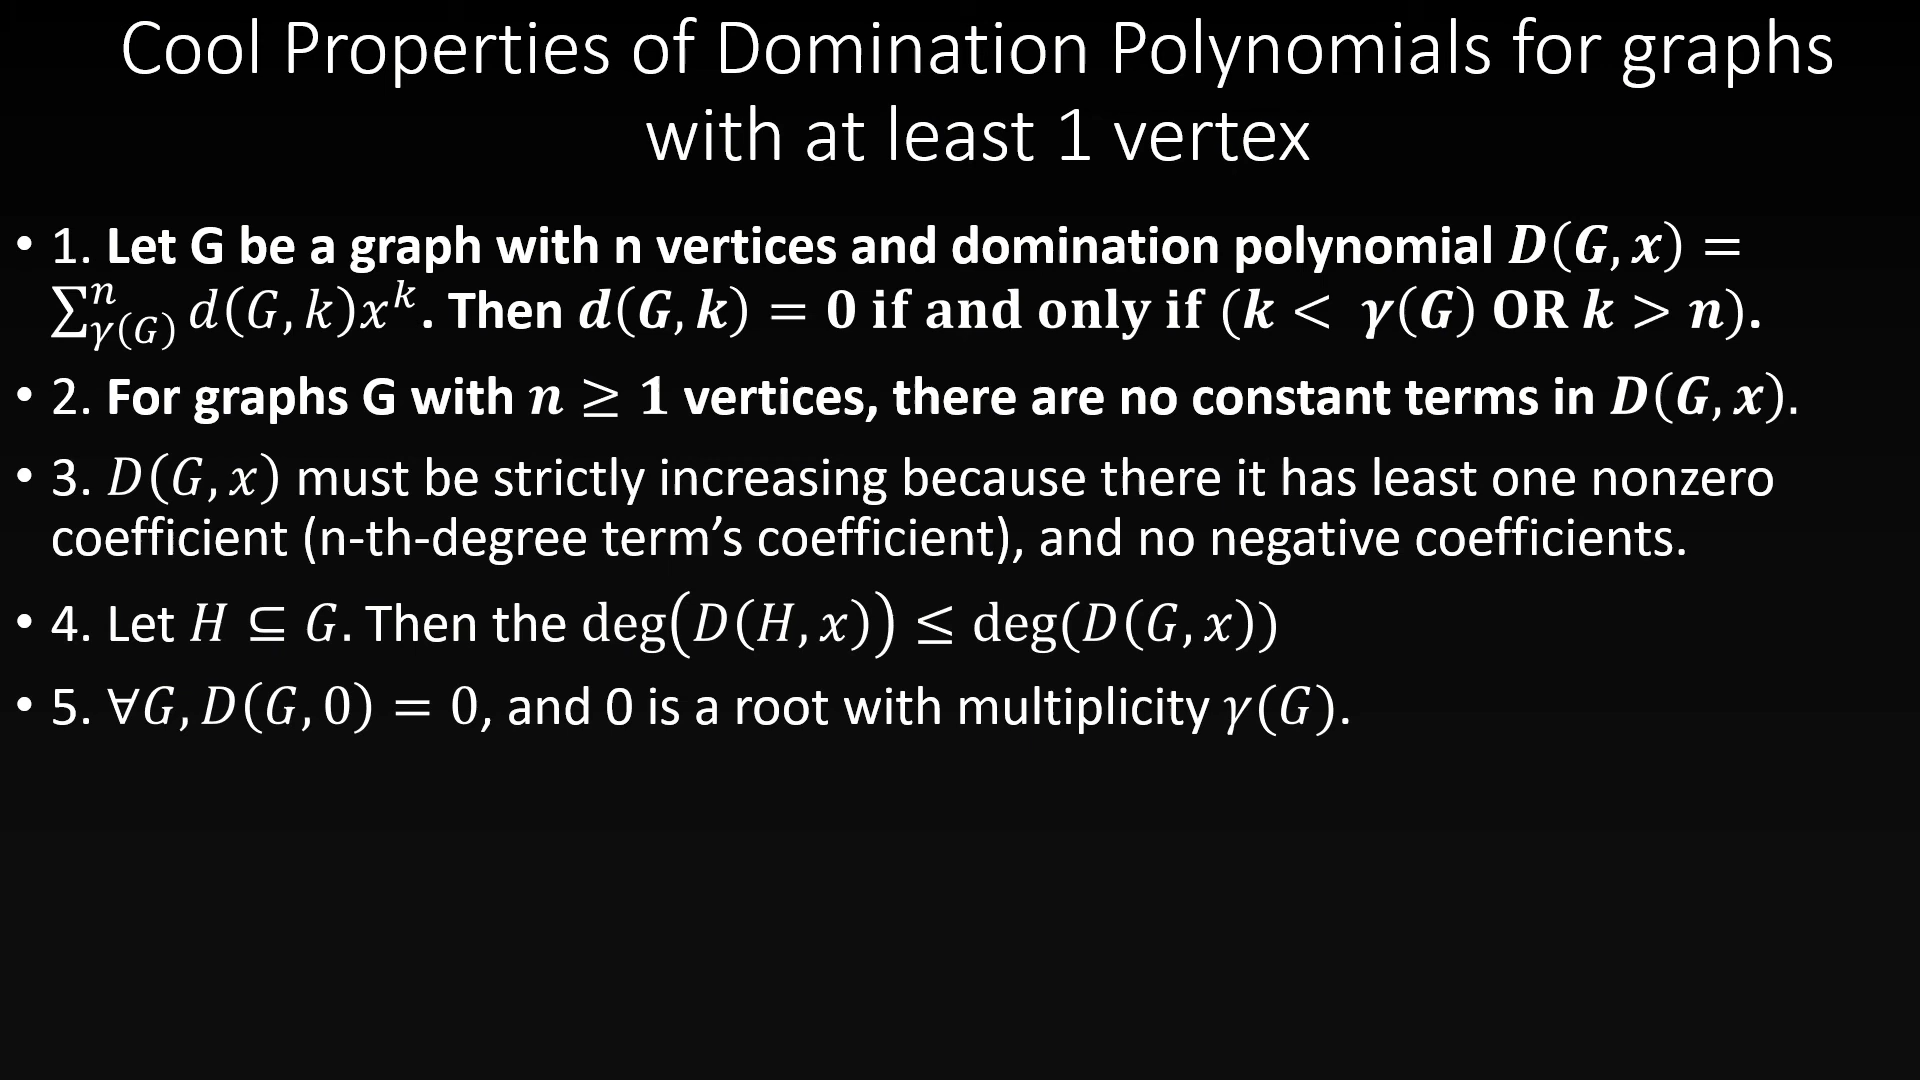 Cool Properties of Domination Polynomials for graphs
with at least 1 vertex
• 1. Let G be a graph with n vertices and domination polynomial D(G, x) =
∑ⁿ_γ(G) d(G, k)xᵏ. Then d(G, k) = 0 if and only if (k < γ(G) OR k > n).
• 2. For graphs G with n ≥ 1 vertices, there are no constant terms in D(G, x).
• 3. D(G, x) must be strictly increasing because there it has least one nonzero
coefficient (n-th-degree term’s coefficient), and no negative coefficients.
• 4. Let H ⊆ G. Then the deg(D(H, x)) ≤ deg(D(G, x))
• 5. ∀G, D(G, 0) = 0, and 0 is a root with multiplicity γ(G).